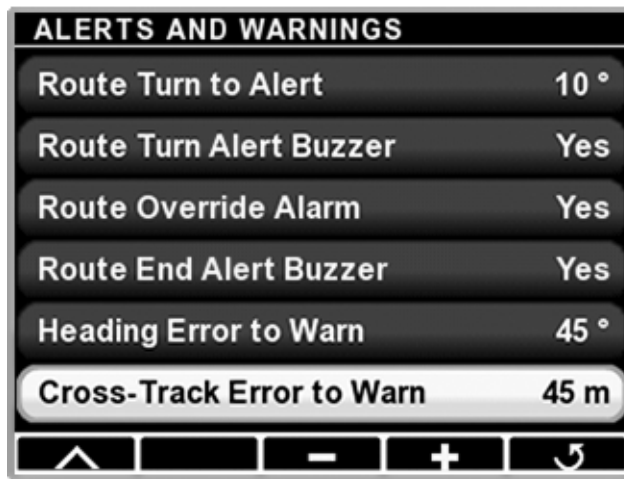 ALERTS AND WARNINGS
Route Turn to Alert 10 °
Route Turn Alert Buzzer Yes
Route Override Alarm Yes
Route End Alert Buzzer Yes
Heading Error to Warn 45 °
Cross-Track Error to Warn 45 m